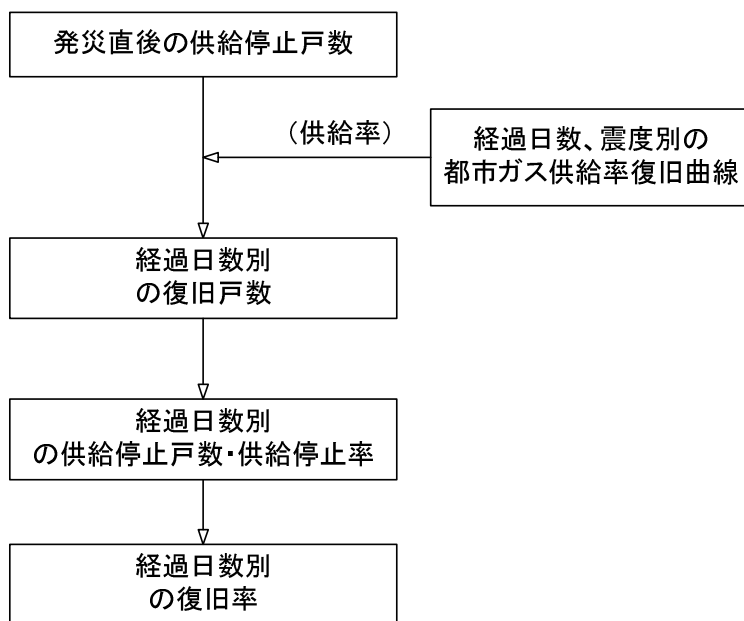 発災直後の供給停止戸数
（供給率）
経過日数、震度別の
都市ガス供給率復旧曲線
経過日数別
の復旧戸数
経過日数別
の供給停止戸数・供給停止率
経過日数別
の復旧率